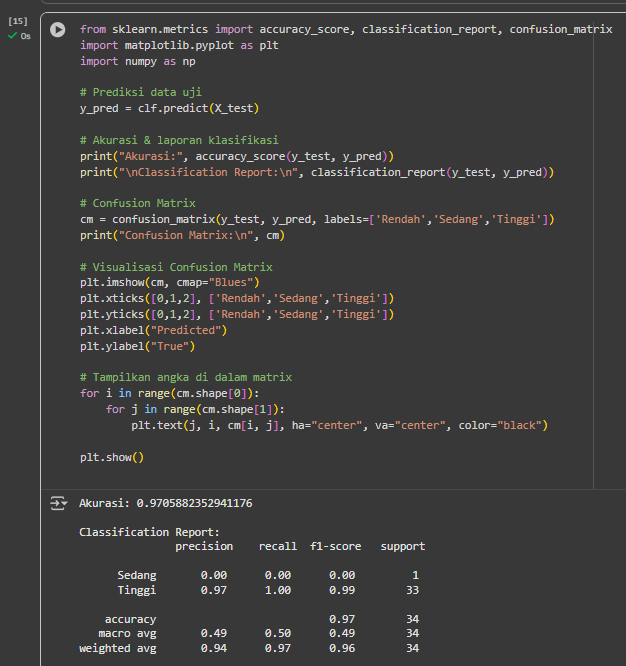 [15]
0s
from sklearn.metrics import accuracy_score, classification_report, confusion_matrix
import matplotlib.pyplot as plt
import numpy as np
# Prediksi data uji
y_pred = clf.predict(X_test)
# Akurasi & laporan klasifikasi
print("Akurasi:", accuracy_score(y_test, y_pred))
print("\nClassification Report:\n", classification_report(y_test, y_pred))
# Confusion Matrix
cm = confusion_matrix(y_test, y_pred, labels=['Rendah','Sedang','Tinggi'])
print("Confusion Matrix:\n", cm)
# Visualisasi Confusion Matrix
plt.imshow(cm, cmap="Blues")
plt.xticks([0,1,2], ['Rendah','Sedang','Tinggi'])
plt.yticks([0,1,2], ['Rendah','Sedang','Tinggi'])
plt.xlabel("Predicted")
plt.ylabel("True")
# Tampilkan angka di dalam matrix
for i in range(cm.shape[0]):
    for j in range(cm.shape[1]):
        plt.text(j, i, cm[i, j], ha="center", va="center", color="black")
plt.show()
Akurasi: 0.9705882352941176
Classification Report:
precision recall f1-score support
Sedang 0.00 0.00 0.00 1
Tinggi 0.97 1.00 0.99 33
accuracy 0.97 34
macro avg 0.49 0.50 0.49 34
weighted avg 0.94 0.97 0.96 34